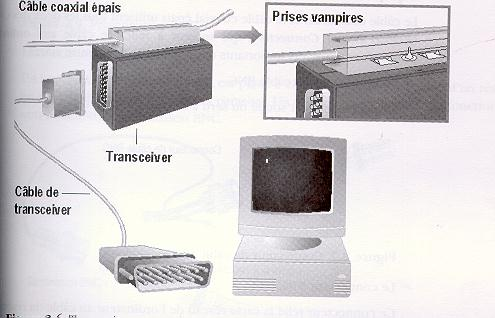 Câble coaxial épais
Prises vampires
Transceiver
Câble de
transceiver